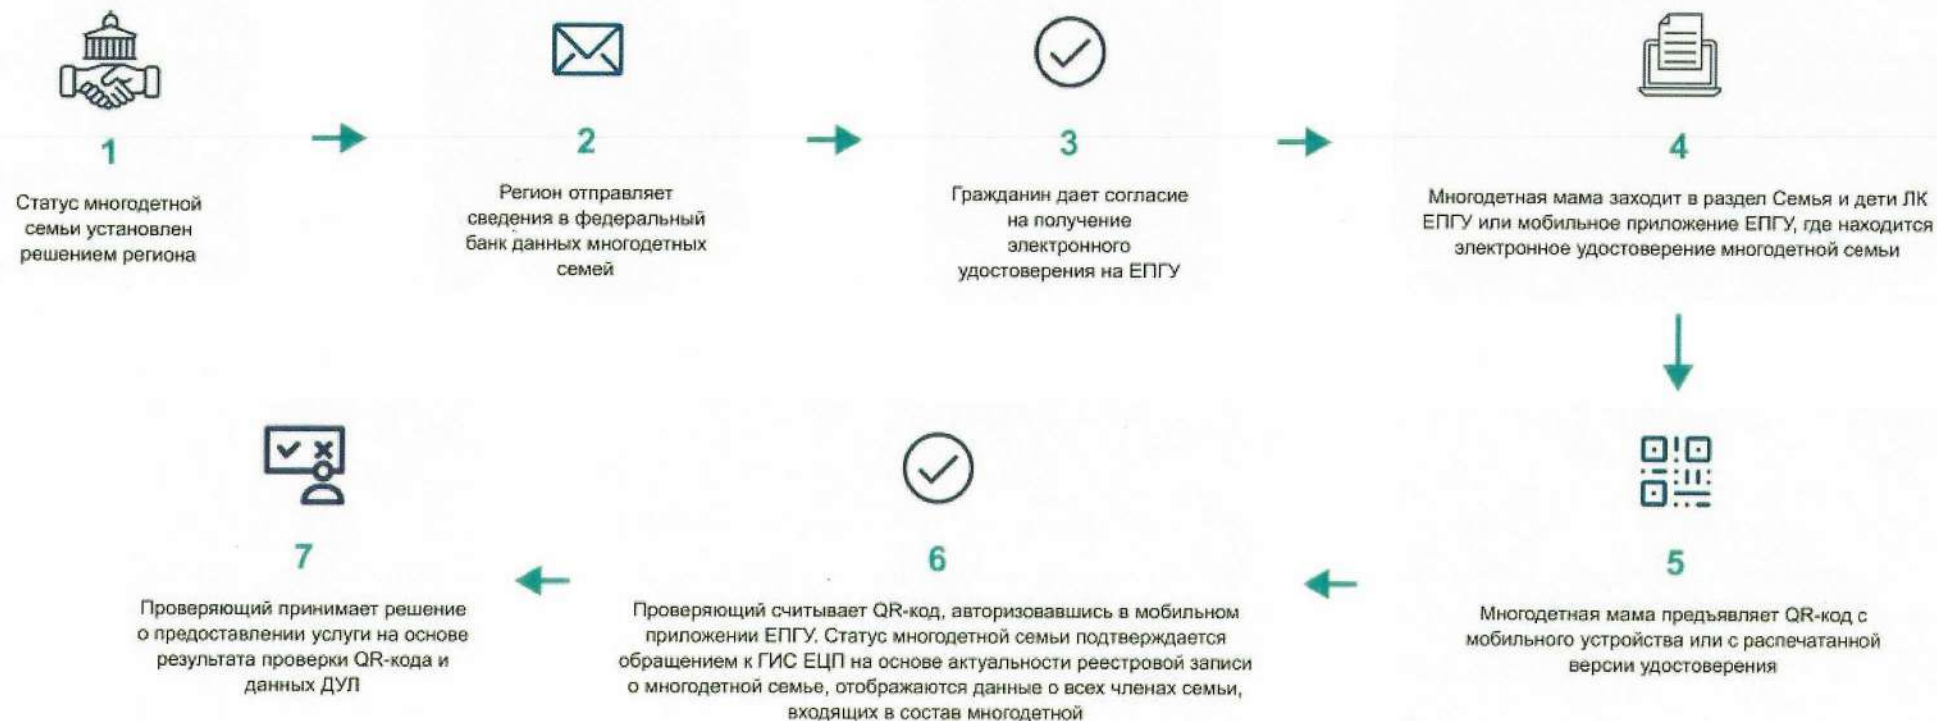 1
Статус многодетной
семьи установлен
решением региона
2
Регион отправляет
сведения в федеральный
банк данных многодетных
семей
3
Гражданин дает согласие
на получение
электронного
удостоверения на ЕПГУ
4
Многодетная мама заходит в раздел Семья и дети ЛК
ЕПГУ или мобильное приложение ЕПГУ, где находится
электронное удостоверение многодетной семьи
5
Многодетная мама предъявляет QR-код с
мобильного устройства или с распечатанной
версии удостоверения
6
Проверяющий считывает QR-код, авторизовавшись в мобильном
приложении ЕПГУ. Статус многодетной семьи подтверждается
обращением к ГИС ЕЦП на основе актуальности реестровой записи
о многодетной семье, отображаются данные о всех членах семьи,
входящих в состав многодетной
7
Проверяющий принимает решение
о предоставлении услуги на основе
результата проверки QR-кода и
данных ДУЛ